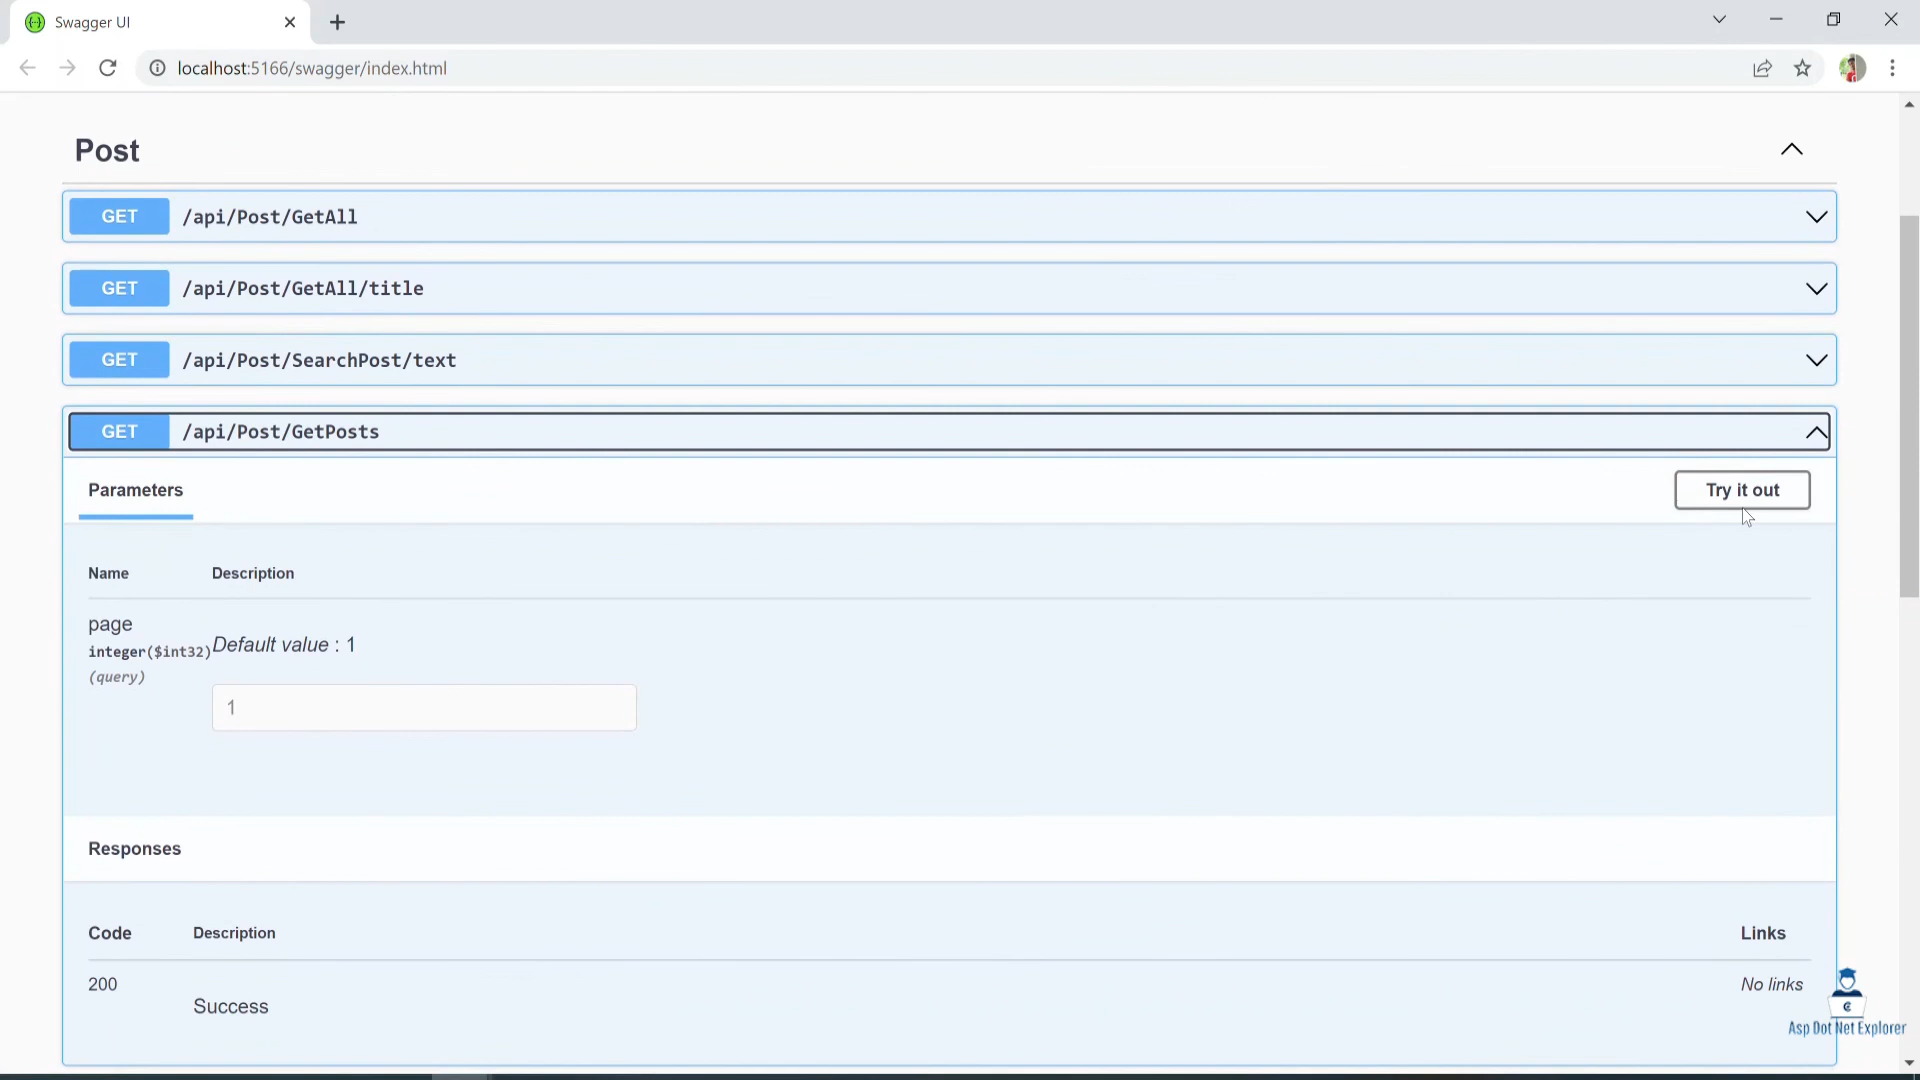 Swagger UI
localhost:5166/swagger/index.html
Post
GET /api/Post/GetAll
GET /api/Post/GetAll/title
GET /api/Post/SearchPost/text
GET /api/Post/GetPosts
Parameters
Try it out
Name Description
page
integer($int32)
(query)
Default value : 1
1
Responses
Code Description Links
200
Success
No links
Asp Dot Net Explorer